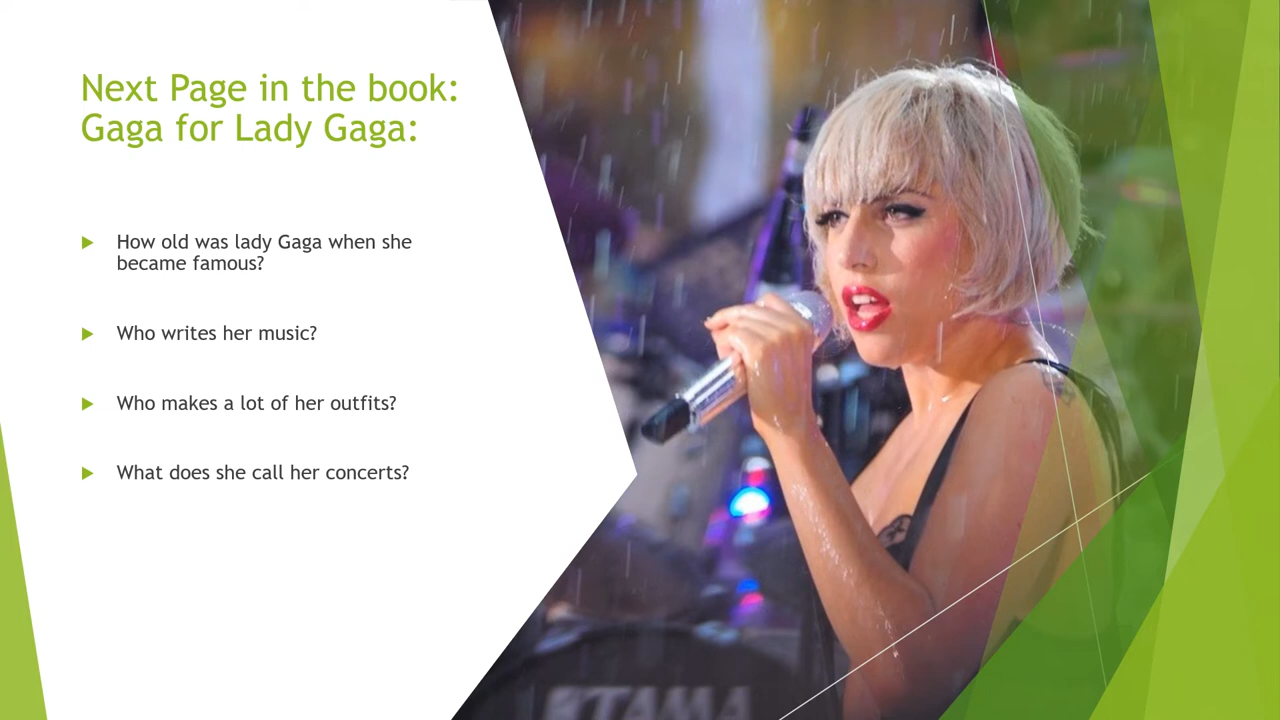 Next Page in the book:
Gaga for Lady Gaga:
How old was lady Gaga when she
became famous?
Who writes her music?
Who makes a lot of her outfits?
What does she call her concerts?
TAMA